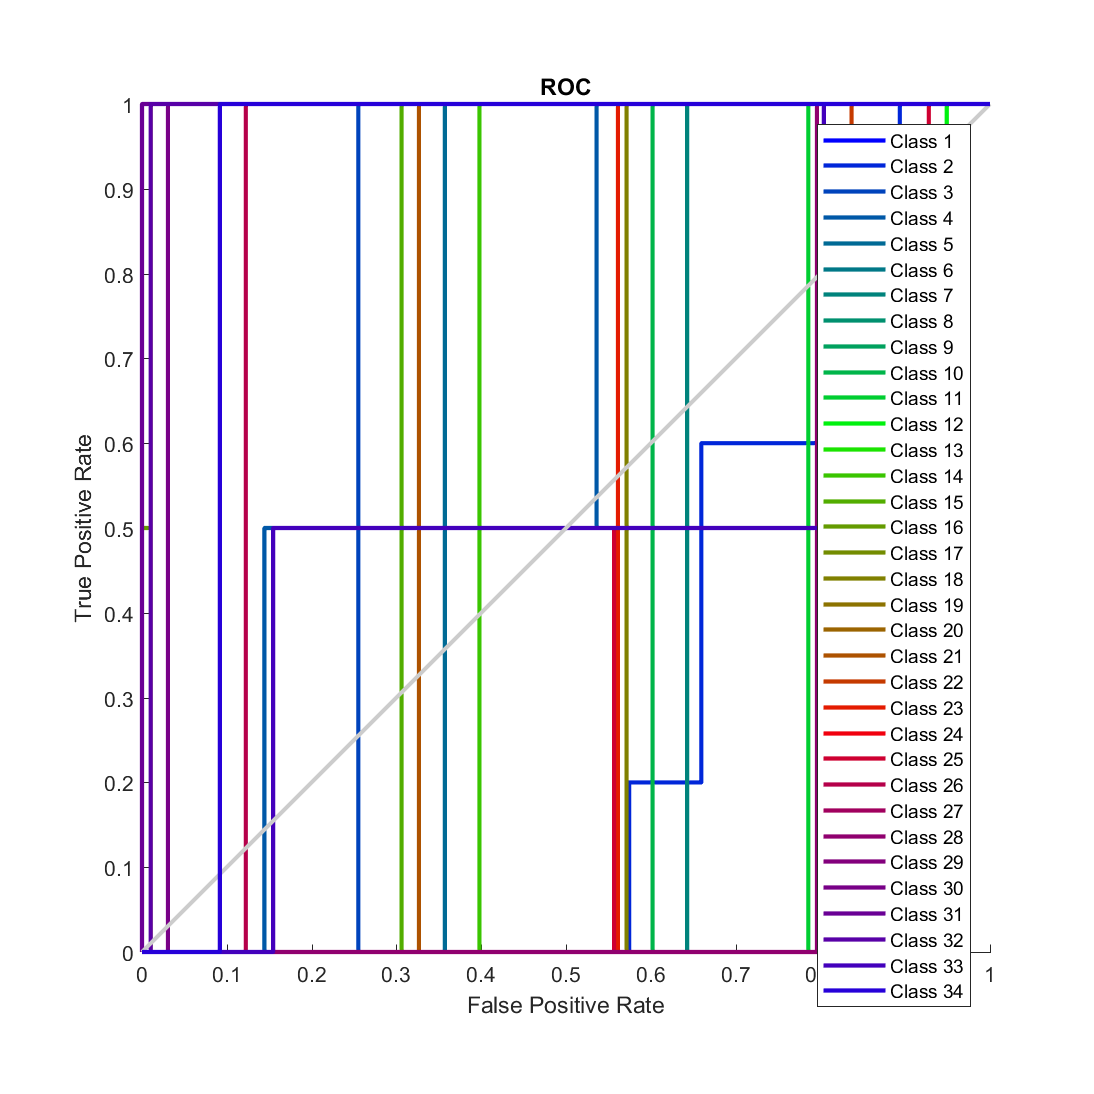 ROC
1
0.9
0.8
0.7
0.6
0.5
0.4
0.3
0.2
0.1
0
True Positive Rate
0 0.1 0.2 0.3 0.4 0.5 0.6 0.7 0 1
False Positive Rate
Class 1
Class 2
Class 3
Class 4
Class 5
Class 6
Class 7
Class 8
Class 9
Class 10
Class 11
Class 12
Class 13
Class 14
Class 15
Class 16
Class 17
Class 18
Class 19
Class 20
Class 21
Class 22
Class 23
Class 24
Class 25
Class 26
Class 27
Class 28
Class 29
Class 30
Class 31
Class 32
Class 33
Class 34